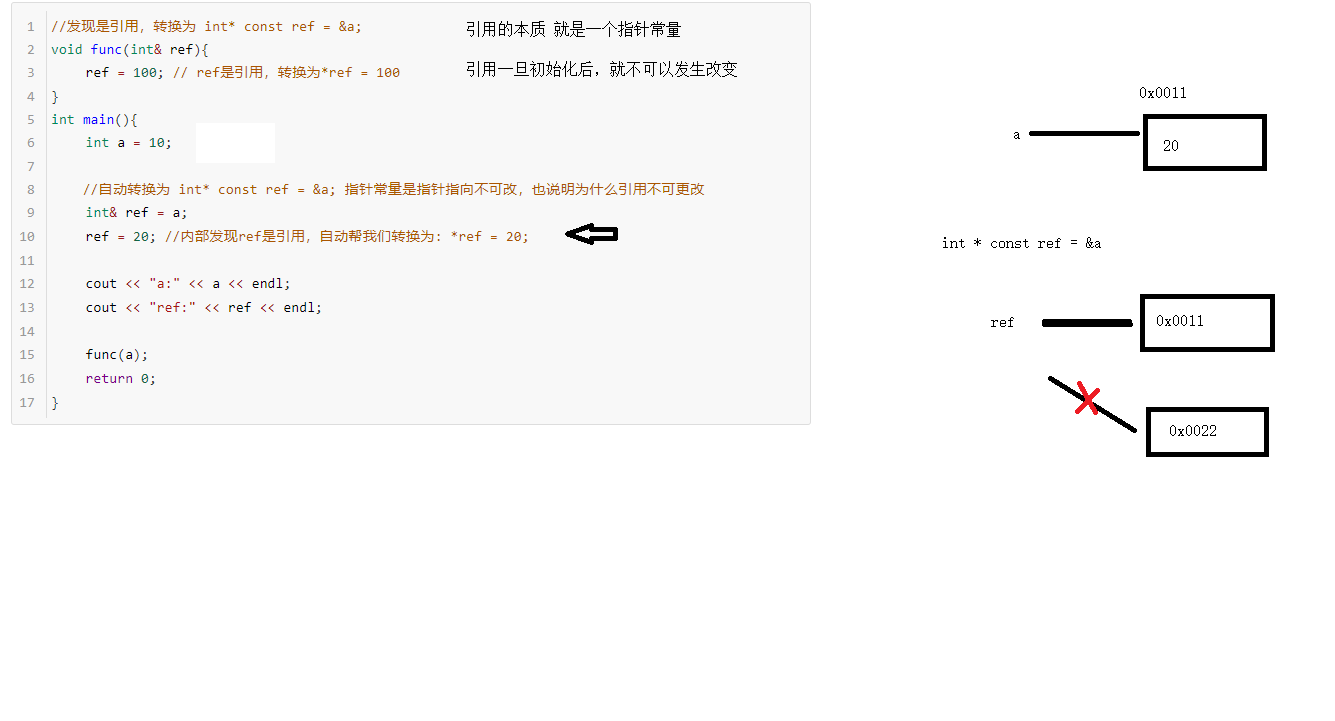 1 //发现是引用，转换为 int* const ref = &a;
2 void func(int& ref){
3     ref = 100; // ref是引用，转换为*ref = 100
4 }
5 int main(){
6     int a = 10;
7
8     //自动转换为 int* const ref = &a; 指针常量是指针指向不可改，也说明为什么引用不可更改
9     int& ref = a;
10     ref = 20; //内部发现ref是引用，自动帮我们转换为: *ref = 20;
11
12     cout << "a:" << a << endl;
13     cout << "ref:" << ref << endl;
14
15     func(a);
16     return 0;
17 }
引用的本质 就是一个指针常量
引用一旦初始化后，就不可以发生改变
0x0011
a
20
int * const ref = &a
ref
0x0011
0x0022